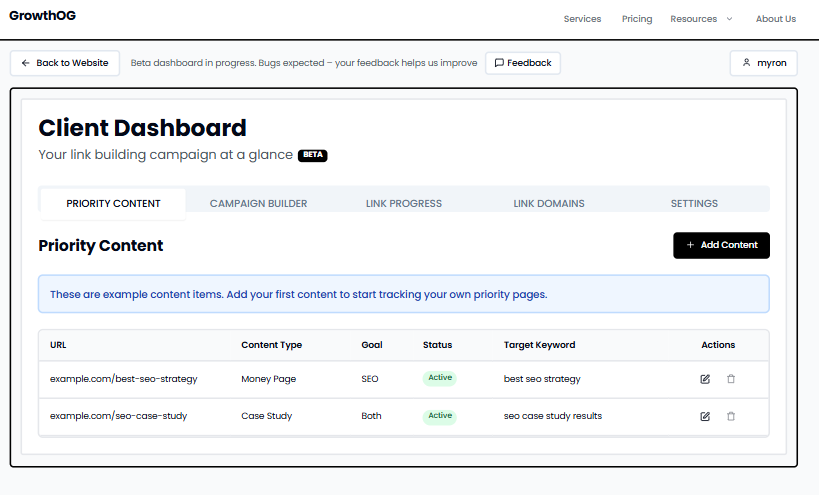 GrowthOG
Services Pricing Resources About Us
Back to Website Beta dashboard in progress. Bugs expected – your feedback helps us improve Feedback myron
Client Dashboard
Your link building campaign at a glance BETA
PRIORITY CONTENT CAMPAIGN BUILDER LINK PROGRESS LINK DOMAINS SETTINGS
Priority Content + Add Content
These are example content items. Add your first content to start tracking your own priority pages.
URL Content Type Goal Status Target Keyword Actions
example.com/best-seo-strategy Money Page SEO Active best seo strategy
example.com/seo-case-study Case Study Both Active seo case study results